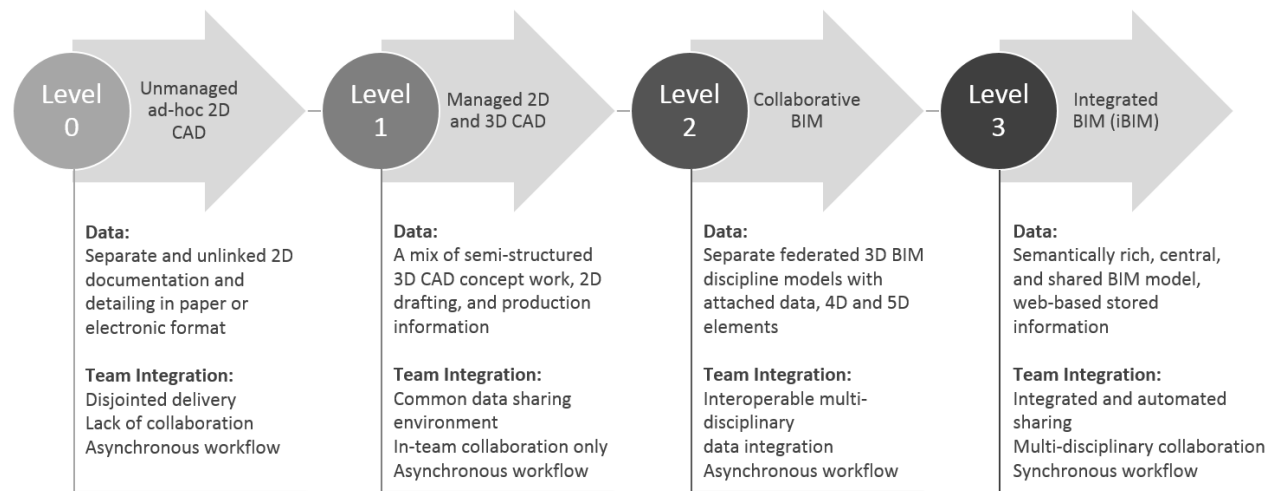 Level
0
Unmanaged
ad-hoc 2D
CAD
Data:
Separate and unlinked 2D
documentation and
detailing in paper or
electronic format
Team Integration:
Disjointed delivery
Lack of collaboration
Asynchronous workflow
Level
1
Managed 2D
and 3D CAD
Data:
A mix of semi-structured
3D CAD concept work, 2D
drafting, and production
information
Team Integration:
Common data sharing
environment
In-team collaboration only
Asynchronous workflow
Level
2
Collaborative
BIM
Data:
Separate federated 3D BIM
discipline models with
attached data, 4D and 5D
elements
Team Integration:
Interoperable multi-
disciplinary
data integration
Asynchronous workflow
Level
3
Integrated
BIM (iBIM)
Data:
Semantically rich, central,
and shared BIM model,
web-based stored
information
Team Integration:
Integrated and automated
sharing
Multi-disciplinary collaboration
Synchronous workflow